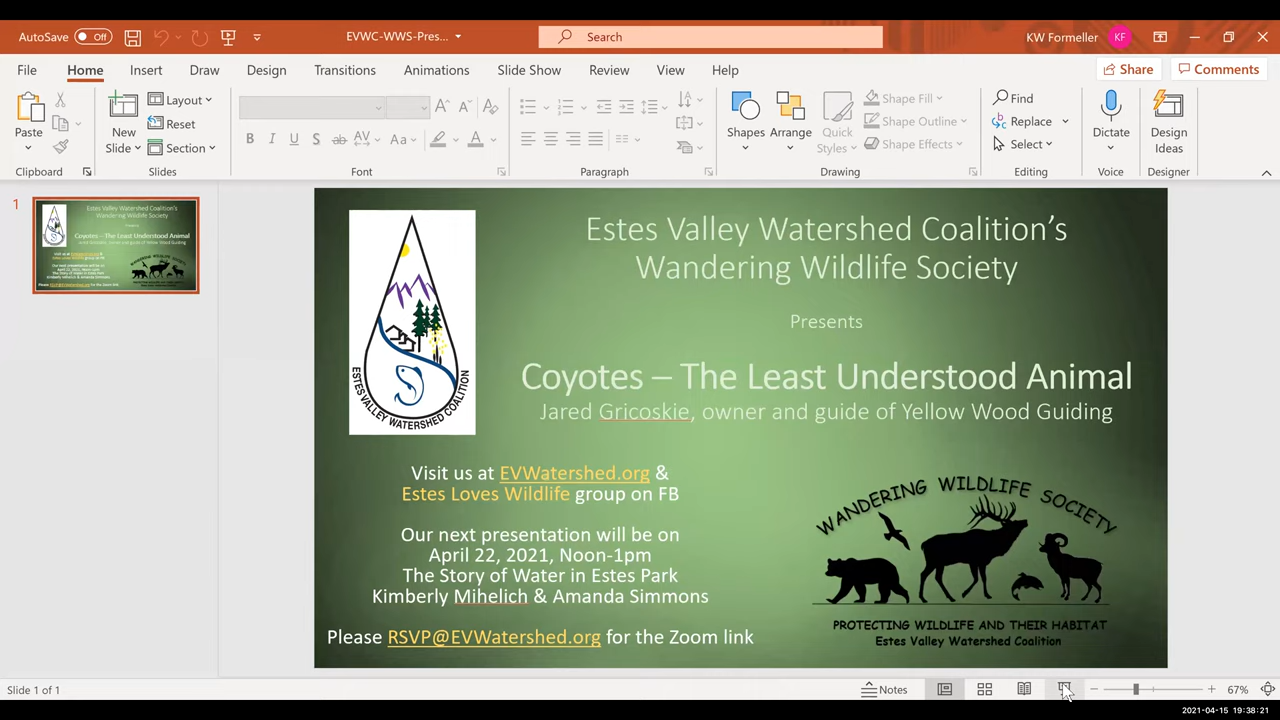 AutoSave Off
EVWC-WWS-Pres...
Search
KW Formeller KF
File Home Insert Draw Design Transitions Animations Slide Show Review View Help
Share Comments
Paste
Clipboard
New
Slide
Layout
Reset
Section
Slides
Font
Paragraph
Shapes Arrange Quick
Styles
Shape Fill
Shape Outline
Shape Effects
Drawing
Find
Replace
Select
Editing
Dictate
Voice
Design
Ideas
Designer
1
Estes Valley Watershed Coalition's
Wandering Wildlife Society
Presents
Coyotes – The Least Understood Animal
Jared Gricoskie, owner and guide of Yellow Wood Guiding
ESTES VALLEY WATERSHED COALITION
Visit us at EVWatershed.org &
Estes Loves Wildlife group on FB
Our next presentation will be on
April 22, 2021, Noon-1pm
The Story of Water in Estes Park
Kimberly Mihelich & Amanda Simmons
Please RSVP@EVWatershed.org for the Zoom link
WANDERING WILDLIFE SOCIETY
PROTECTING WILDLIFE AND THEIR HABITAT
Estes Valley Watershed Coalition
Slide 1 of 1
Notes
67%
2021-04-15 19:38:21